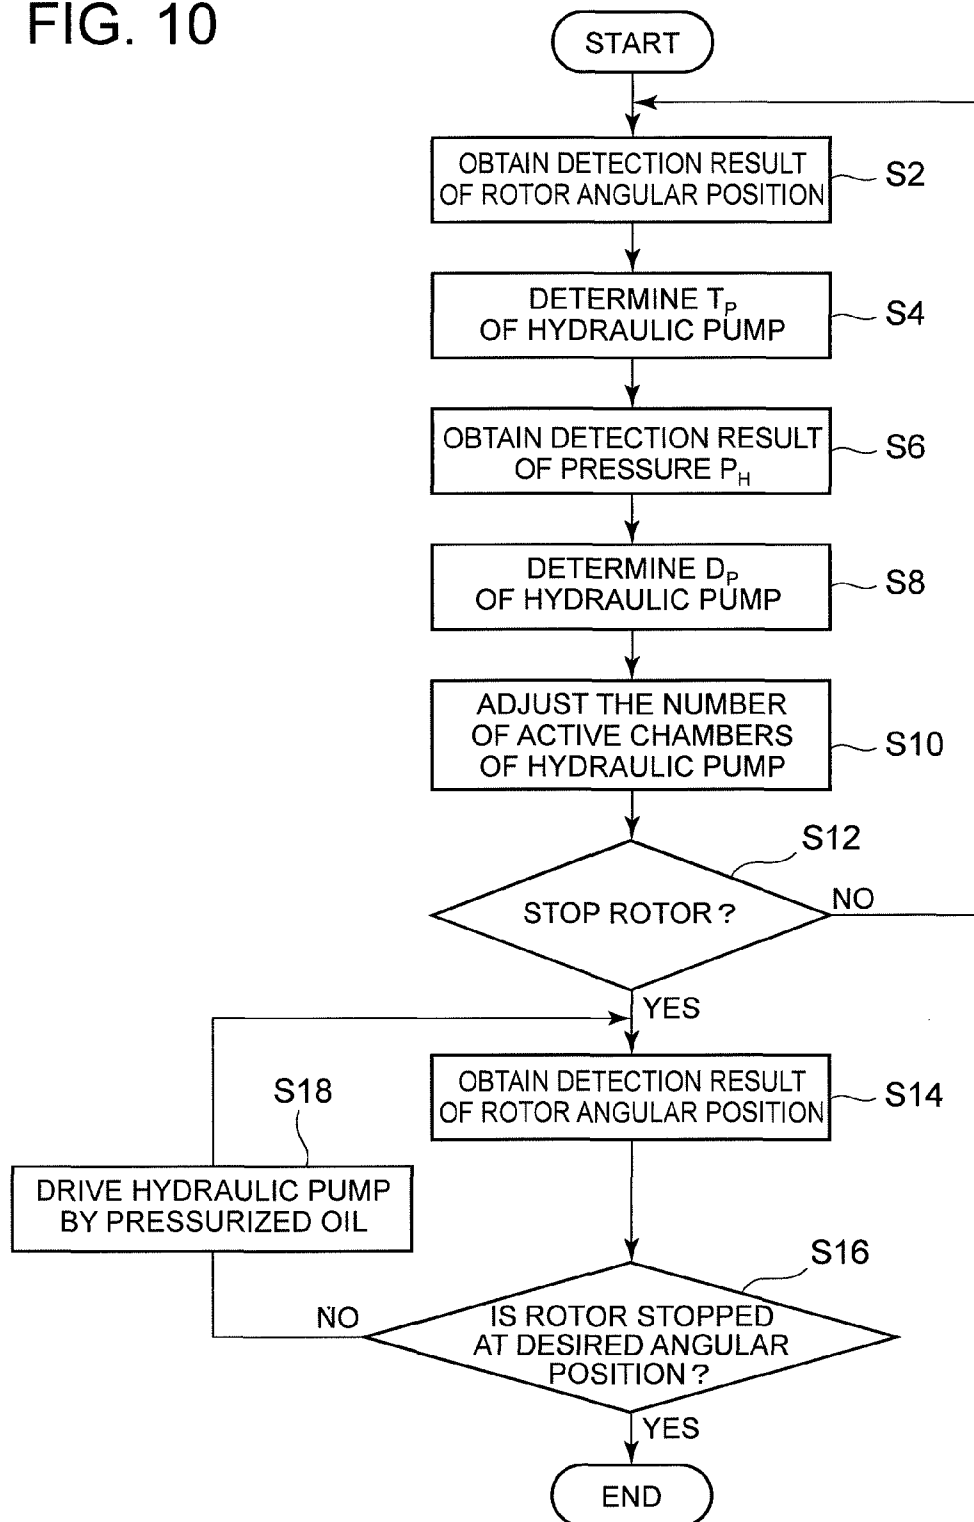 FIG. 10
START
OBTAIN DETECTION RESULT
OF ROTOR ANGULAR POSITION
S2
DETERMINE TP
OF HYDRAULIC PUMP
S4
OBTAIN DETECTION RESULT
OF PRESSURE PH
S6
DETERMINE DP
OF HYDRAULIC PUMP
S8
ADJUST THE NUMBER
OF ACTIVE CHAMBERS
OF HYDRAULIC PUMP
S10
S12
STOP ROTOR?
NO
YES
OBTAIN DETECTION RESULT
OF ROTOR ANGULAR POSITION
S14
S18
DRIVE HYDRAULIC PUMP
BY PRESSURIZED OIL
S16
IS ROTOR STOPPED
AT DESIRED ANGULAR
POSITION?
NO
YES
END